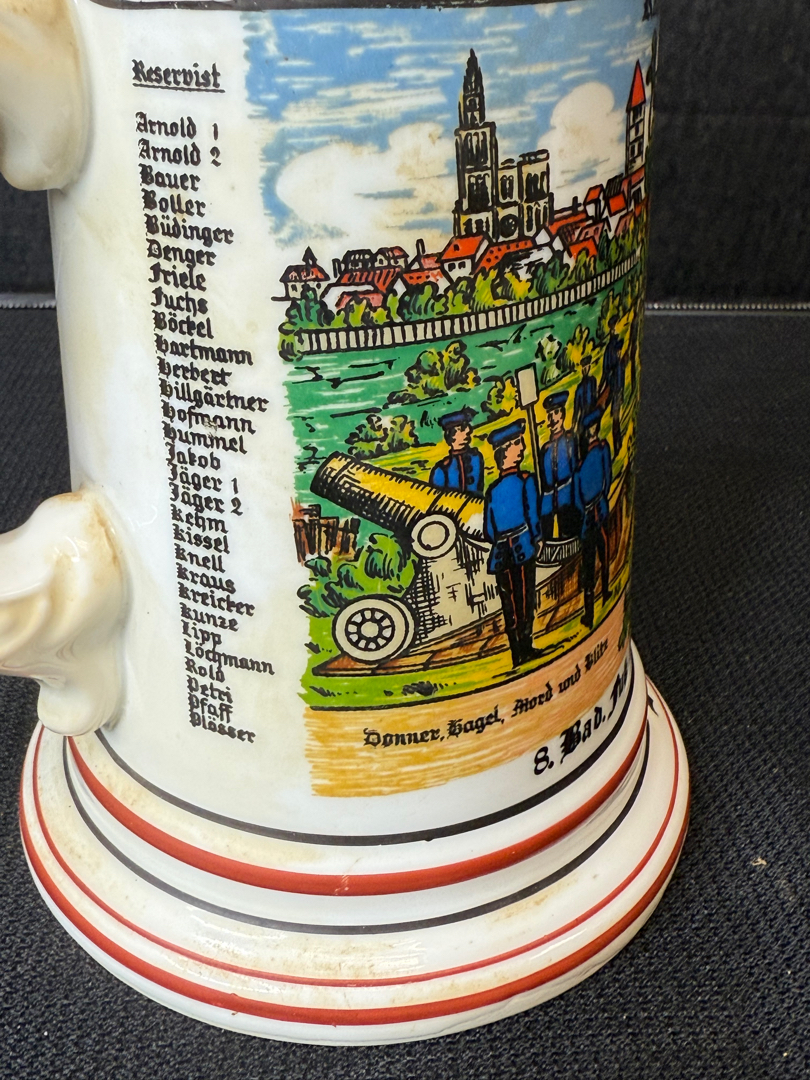 Reservist
Arnold 1
Arnold 2
Bauer
Boller
Büdinger
Denger
Friele
Fuchs
Böckel
Hartmann
Herbert
Hillgärtner
Hofmann
Hummel
Jakob
Jäger 1
Jäger 2
Kehm
Kissel
Knell
Kraus
Kreicker
Kunze
Lipp
Lochmann
Rold
Petri
Pfaff
Plösser
Donner, Hagel, Mord und Blitz
8. Bad.